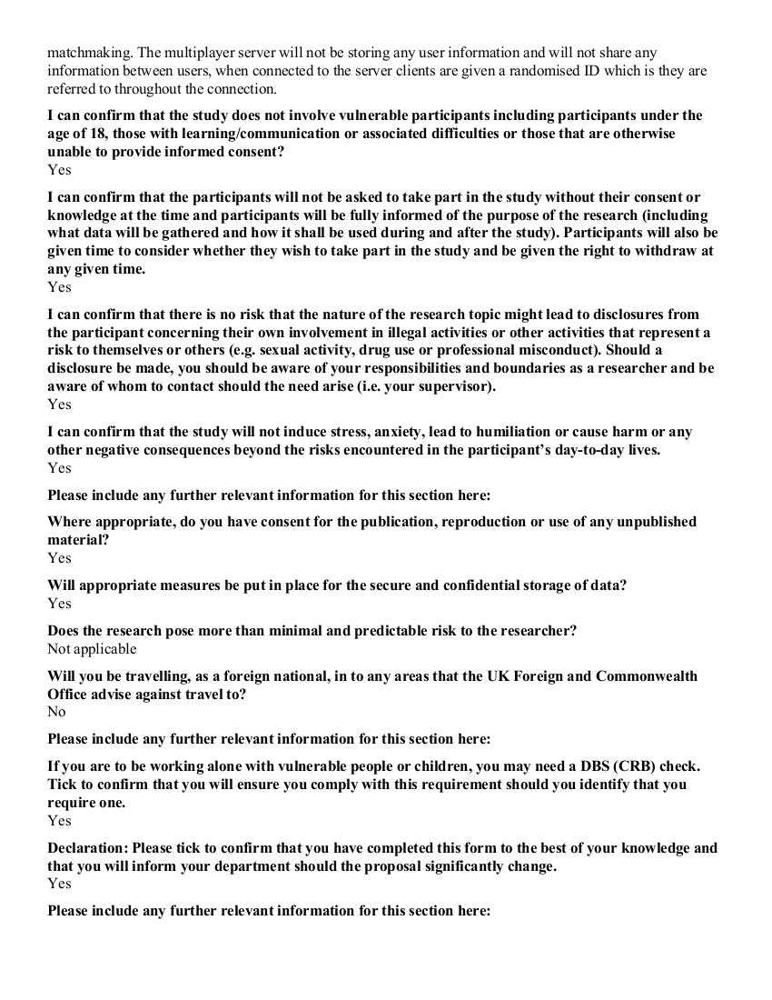 matchmaking. The multiplayer server will not be storing any user information and will not share any
information between users, when connected to the server clients are given a randomised ID which is they are
referred to throughout the connection.
I can confirm that the study does not involve vulnerable participants including participants under the
age of 18, those with learning/communication or associated difficulties or those that are otherwise
unable to provide informed consent?
Yes
I can confirm that the participants will not be asked to take part in the study without their consent or
knowledge at the time and participants will be fully informed of the purpose of the research (including
what data will be gathered and how it shall be used during and after the study). Participants will also be
given time to consider whether they wish to take part in the study and be given the right to withdraw at
any given time.
Yes
I can confirm that there is no risk that the nature of the research topic might lead to disclosures from
the participant concerning their own involvement in illegal activities or other activities that represent a
risk to themselves or others (e.g. sexual activity, drug use or professional misconduct). Should a
disclosure be made, you should be aware of your responsibilities and boundaries as a researcher and be
aware of whom to contact should the need arise (i.e. your supervisor).
Yes
I can confirm that the study will not induce stress, anxiety, lead to humiliation or cause harm or any
other negative consequences beyond the risks encountered in the participant’s day-to-day lives.
Yes
Please include any further relevant information for this section here:
Where appropriate, do you have consent for the publication, reproduction or use of any unpublished
material?
Yes
Will appropriate measures be put in place for the secure and confidential storage of data?
Yes
Does the research pose more than minimal and predictable risk to the researcher?
Not applicable
Will you be travelling, as a foreign national, in to any areas that the UK Foreign and Commonwealth
Office advise against travel to?
No
Please include any further relevant information for this section here:
If you are to be working alone with vulnerable people or children, you may need a DBS (CRB) check.
Tick to confirm that you will ensure you comply with this requirement should you identify that you
require one.
Yes
Declaration: Please tick to confirm that you have completed this form to the best of your knowledge and
that you will inform your department should the proposal significantly change.
Yes
Please include any further relevant information for this section here: